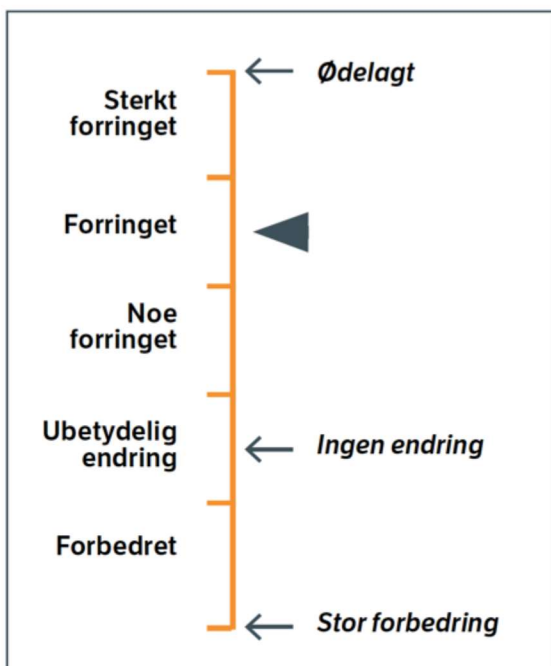 Ødelagt
Sterkt
forringet
Forringet
Noe
forringet
Ubetydelig
endring
Ingen endring
Forbedret
Stor forbedring